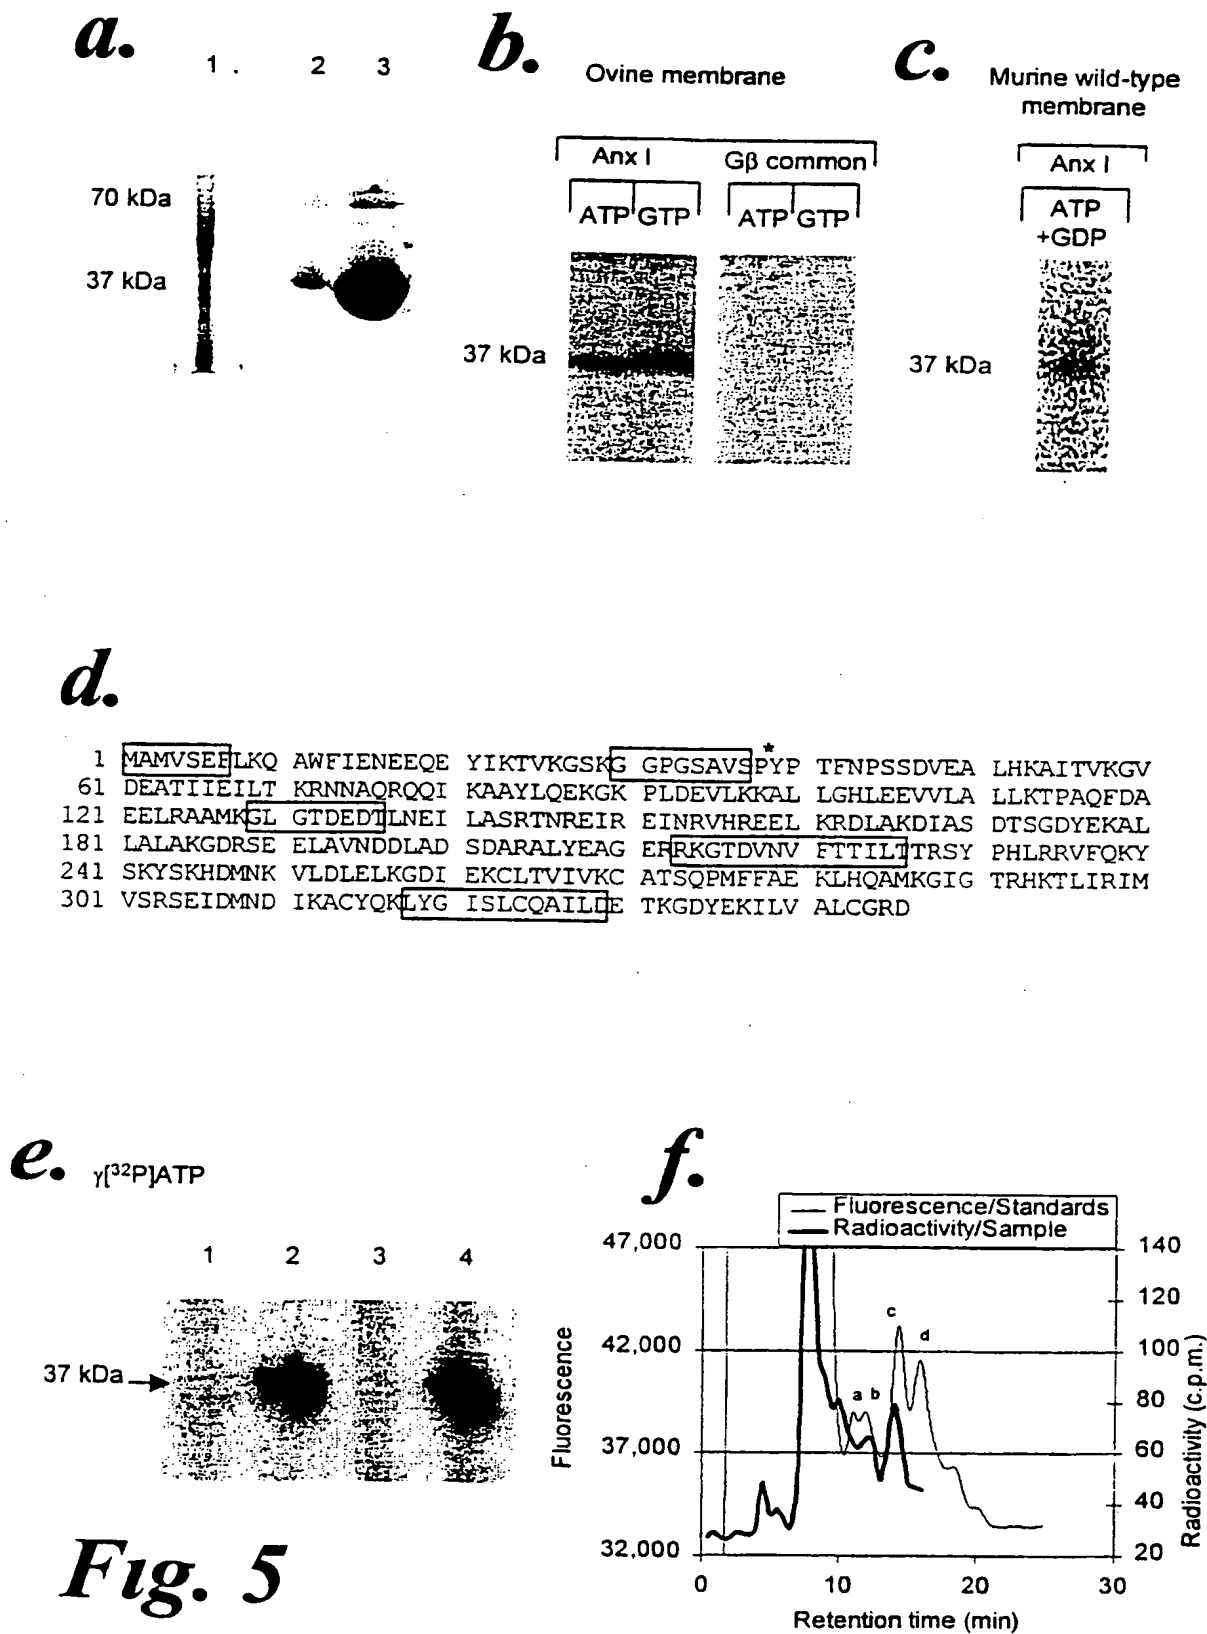 a.
1 2 3
70 kDa
37 kDa
b.
Ovine membrane
Anx I Gβ common
ATP GTP ATP GTP
37 kDa
c.
Murine wild-type
membrane
Anx I
ATP
+GDP
37 kDa
d.
*
1 MAMVSEFLKQ AWFIENEEQE YIKTVKGSKG GPGSAVSPYP TFNPSSDVEA LHKAITVKGV
61 DEATIIEILT KRNNAQRQQI KAAYLQEKGK PLDEVLKKAL LGHLEEVVLA LLKTPAQFDA
121 EELRAAMKGL GTDEDTLNEI LASRTNREIR EINRVHREEL KRDLAKDIAS DTSGDYEKAL
181 LALAKGDRSE ELAVNDDLAD SDARALYEAG ERRKGTDVNV FTTILTTRSY PHLRRVFQKY
241 SKYSKHDMNK VLDLELKGDI EKCLTVIVKC ATSQPMFFAE KLHQAMKGIG TRHKTLIRIM
301 VSRSEIDMND IKACYQKLYG ISLCQAILDE TKGDYEKILV ALCGRD
e.
γ[³²P]ATP
1 2 3 4
37 kDa
f.
Fluorescence/Standards
Radioactivity/Sample
47,000
42,000
37,000
32,000
Fluorescence
a b c d
140
120
100
80
60
40
20
Radioactivity (c.p.m.)
0 10 20 30
Retention time (min)
Fig. 5